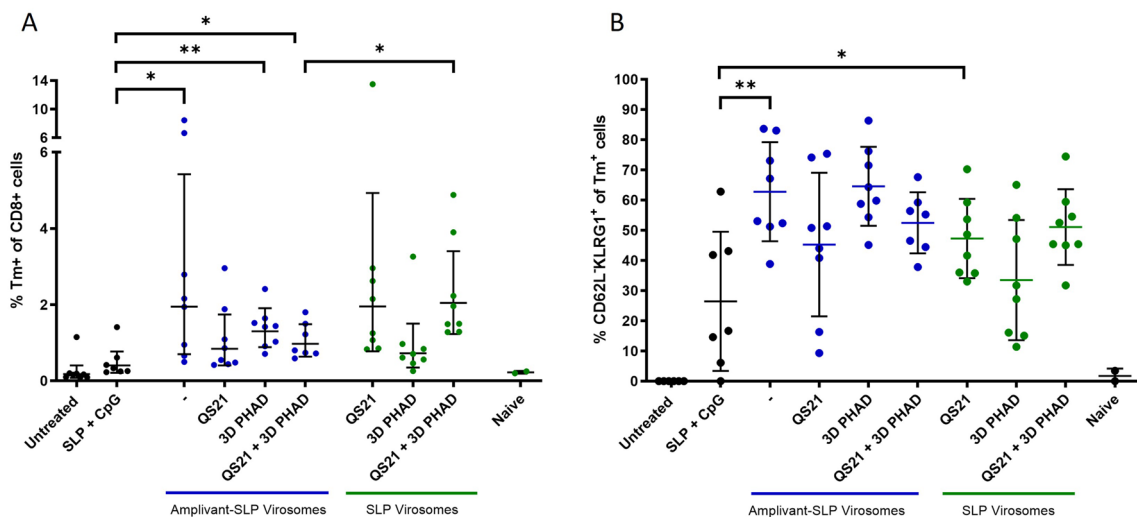 A
% Tm+ of CD8+ cells
14
12
10
8
6
6
4
2
0
*
**
*
*
Untreated
SLP + CpG
-
QS21
3D PHAD
QS21 + 3D PHAD
QS21
3D PHAD
QS21 + 3D PHAD
Naive
Amplivant-SLP Virosomes
SLP Virosomes
B
% CD62L⁻KLRG1⁺ of Tm⁺ cells
100
90
80
70
60
50
40
30
20
10
0
*
**
Untreated
SLP + CpG
-
QS21
3D PHAD
QS21 + 3D PHAD
QS21
3D PHAD
QS21 + 3D PHAD
Naive
Amplivant-SLP Virosomes
SLP Virosomes